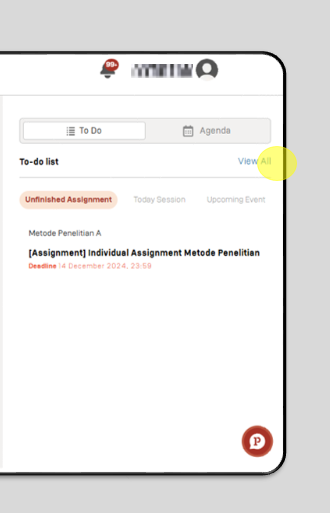 99+
To Do
Agenda
To-do list
View All
Unfinished Assignment
Today Session
Upcoming Event
Metode Penelitian A
[Assignment] Individual Assignment Metode Penelitian
Deadline 14 December 2024, 23:59
P